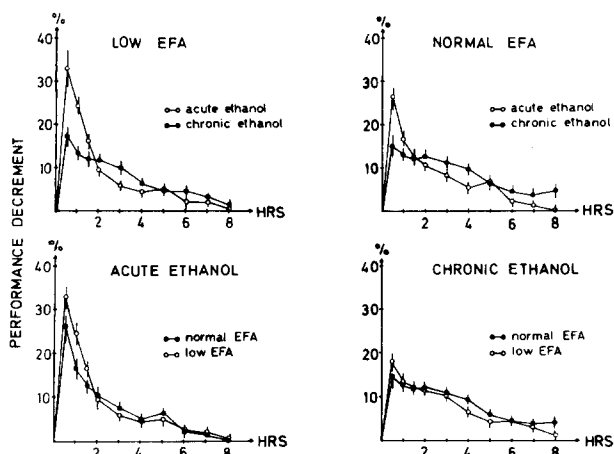 PERFORMANCE DECREMENT
%
LOW EFA
40
30
20
10
acute ethanol
chronic ethanol
2 4 6 8 HRS
%
NORMAL EFA
40
30
20
10
acute ethanol
chronic ethanol
2 4 6 8 HRS
%
ACUTE ETHANOL
40
30
20
10
normal EFA
low EFA
2 4 6 8 HRS
%
CHRONIC ETHANOL
40
30
20
10
normal EFA
low EFA
2 4 6 8 HRS